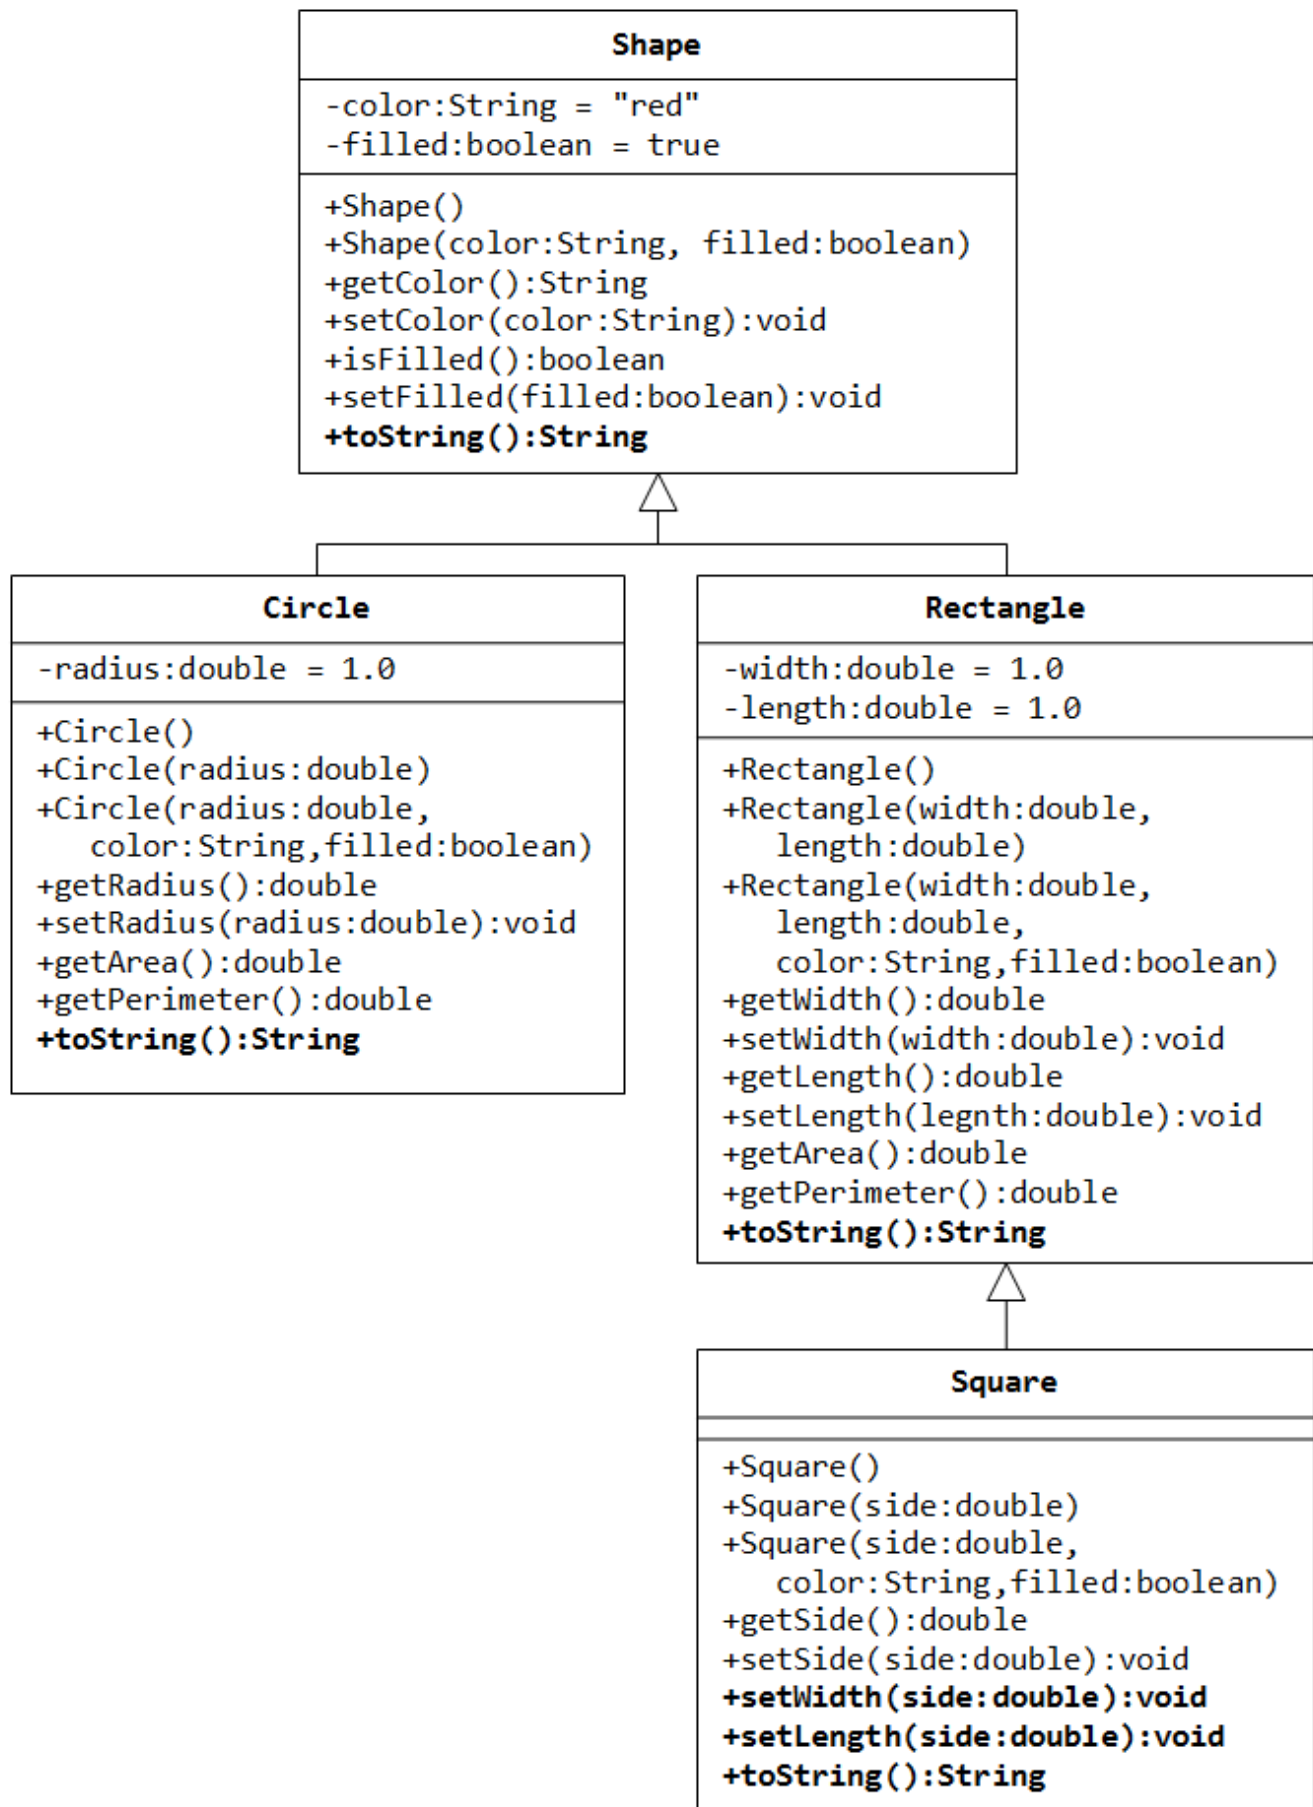 Shape
-color:String = "red"
-filled:boolean = true
+Shape()
+Shape(color:String, filled:boolean)
+getColor():String
+setColor(color:String):void
+isFilled():boolean
+setFilled(filled:boolean):void
+toString():String
Circle
-radius:double = 1.0
+Circle()
+Circle(radius:double)
+Circle(radius:double,
color:String,filled:boolean)
+getRadius():double
+setRadius(radius:double):void
+getArea():double
+getPerimeter():double
+toString():String
Rectangle
-width:double = 1.0
-length:double = 1.0
+Rectangle()
+Rectangle(width:double,
length:double)
+Rectangle(width:double,
length:double,
color:String,filled:boolean)
+getWidth():double
+setWidth(width:double):void
+getLength():double
+setLength(legnth:double):void
+getArea():double
+getPerimeter():double
+toString():String
Square
+Square()
+Square(side:double)
+Square(side:double,
color:String,filled:boolean)
+getSide():double
+setSide(side:double):void
+setWidth(side:double):void
+setLength(side:double):void
+toString():String